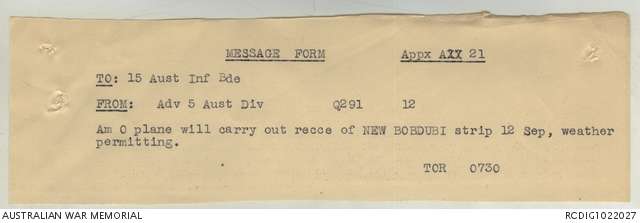 MESSAGE FORM Appx AXX 21
TO: 15 Aust Inf Bde
FROM: Adv 5 Aust Div Q291 12
Am O plane will carry out recce of NEW BOBDUBI strip 12 Sep, weather
permitting.
TOR 0730
AUSTRALIAN WAR MEMORIAL RCDIG1022027